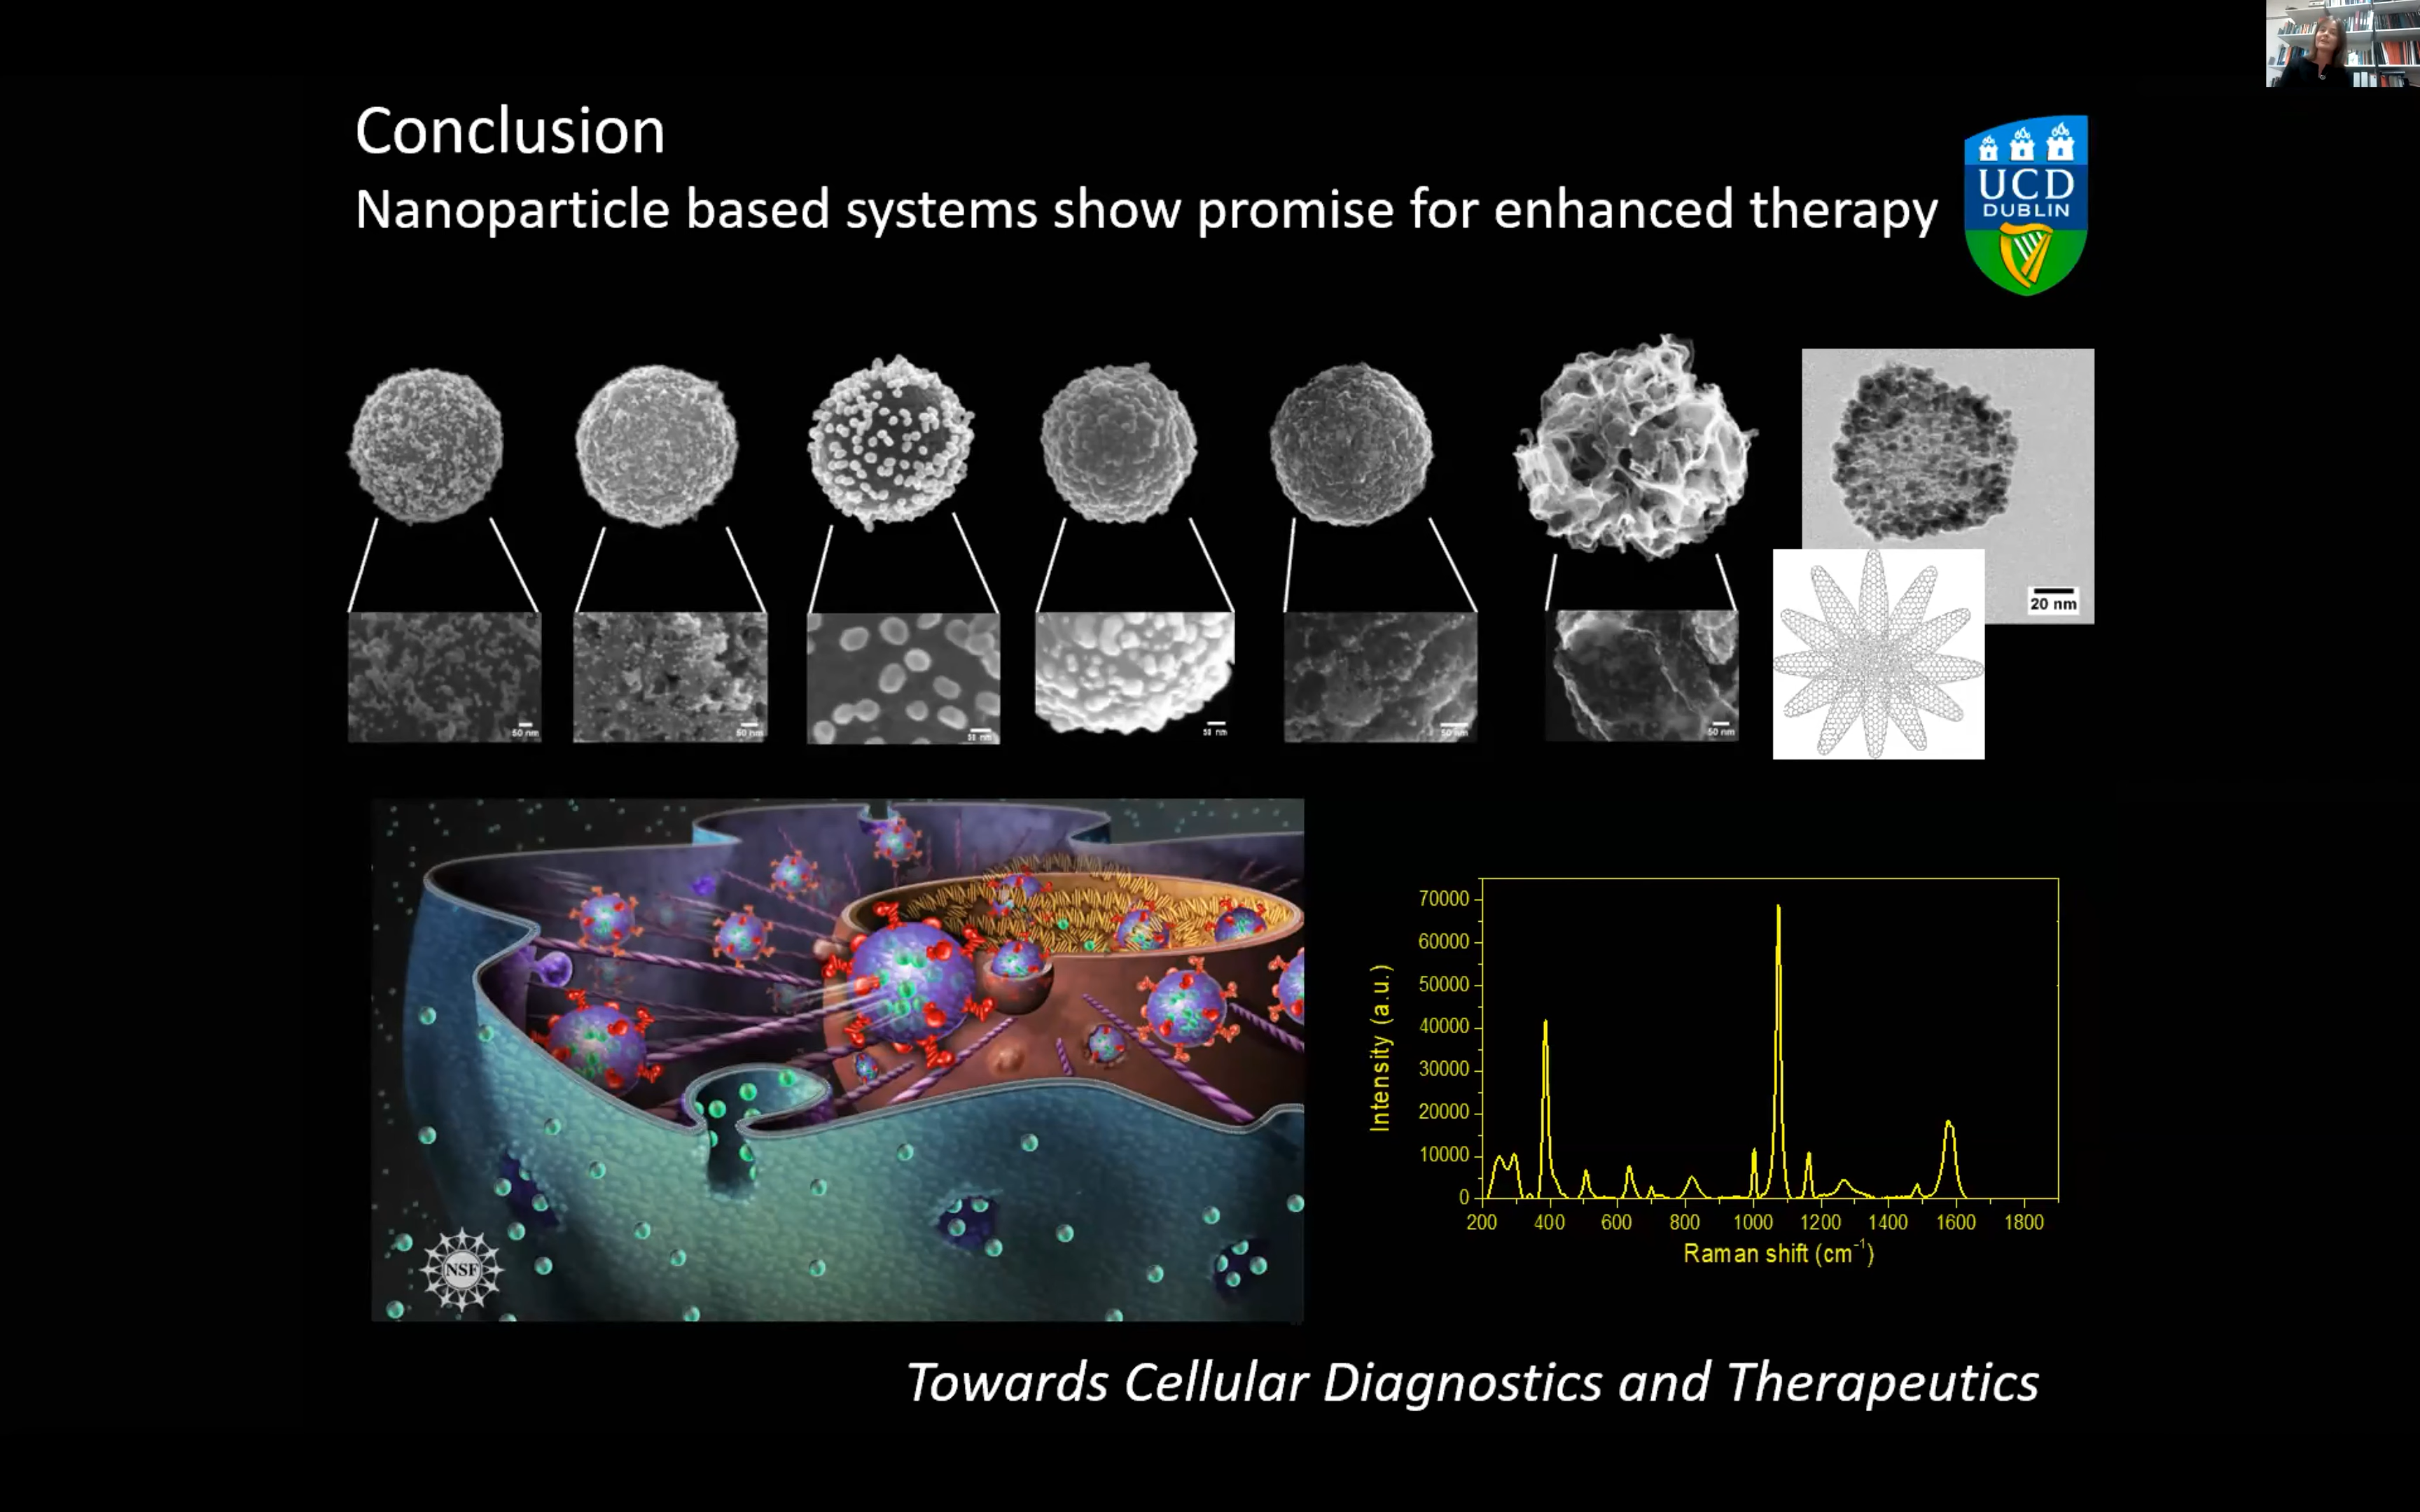 Conclusion
Nanoparticle based systems show promise for enhanced therapy
UCD
DUBLIN
20 nm
50 nm
50 nm
50 nm
50 nm
50 nm
50 nm
NSF
Intensity (a.u.)
70000
60000
50000
40000
30000
20000
10000
0
200 400 600 800 1000 1200 1400 1600 1800
Raman shift (cm⁻¹)
Towards Cellular Diagnostics and Therapeutics